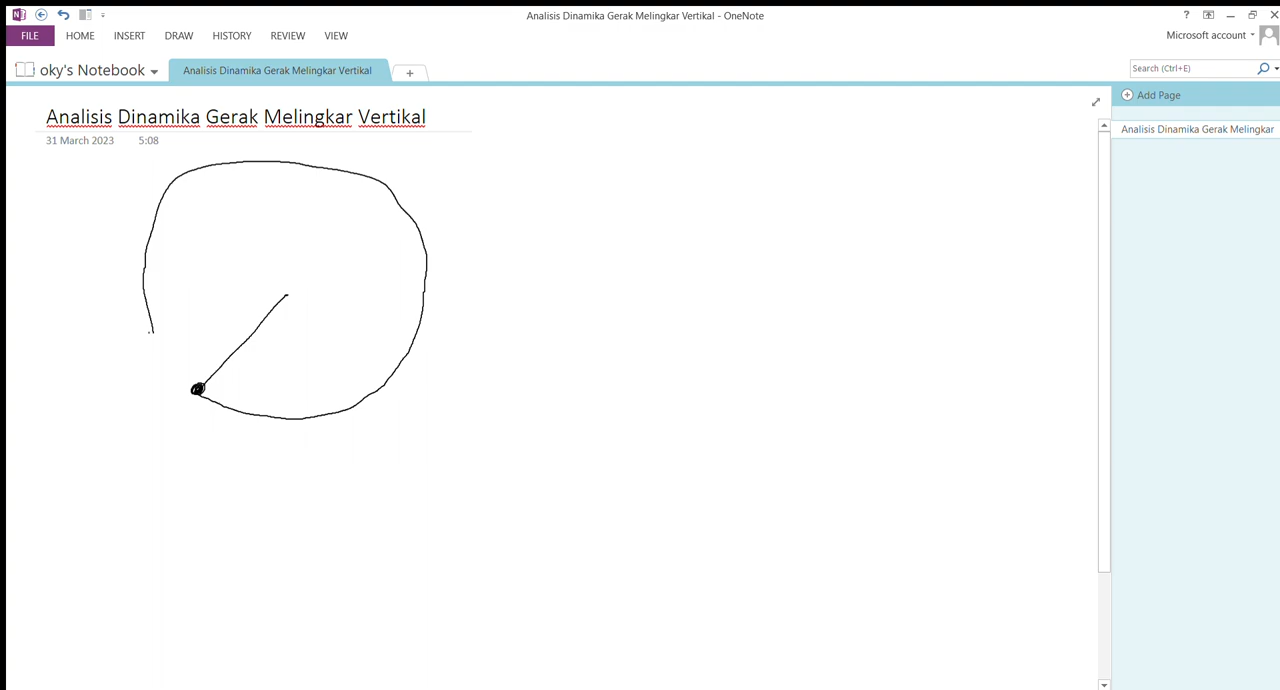 Analisis Dinamika Gerak Melingkar Vertikal - OneNote
?
FILE HOME INSERT DRAW HISTORY REVIEW VIEW
Microsoft account
oky's Notebook
Analisis Dinamika Gerak Melingkar Vertikal
+
Search (Ctrl+E)
Add Page
Analisis Dinamika Gerak Melingkar Vertikal
31 March 2023 5:08
Analisis Dinamika Gerak Melingkar